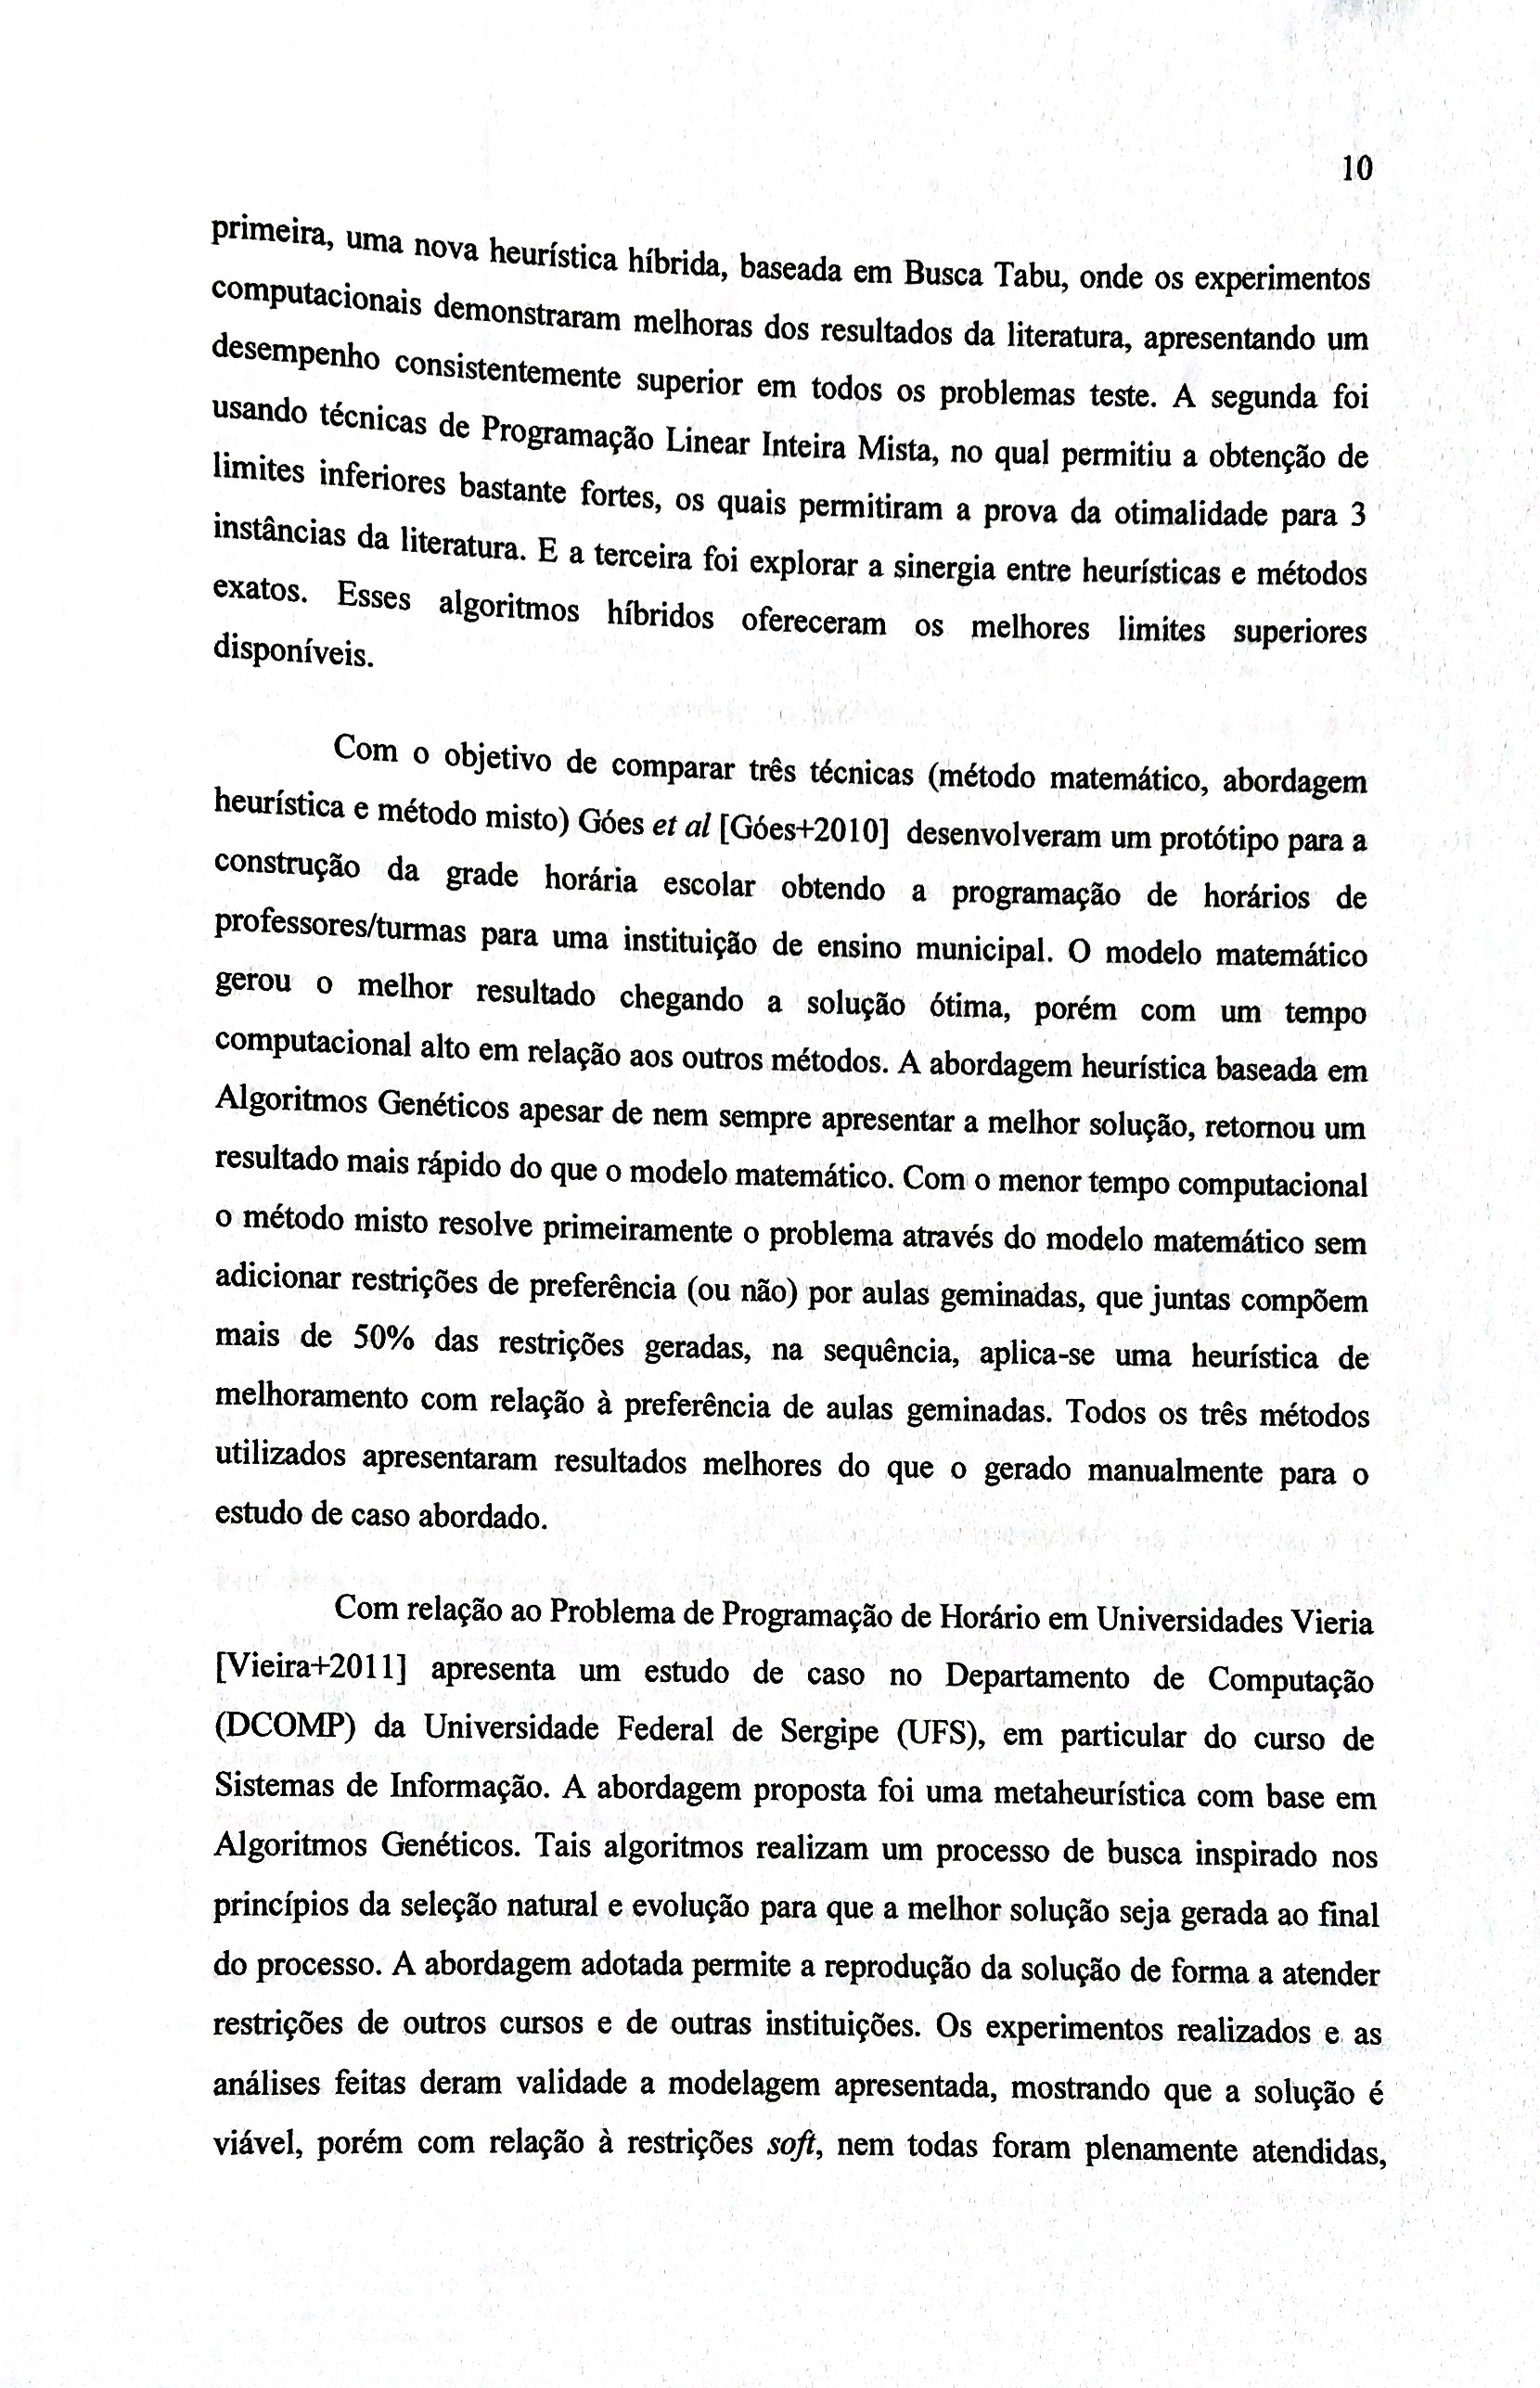 10
primeira, uma nova heurística híbrida, baseada em Busca Tabu, onde os experimentos
computacionais demonstraram melhoras dos resultados da literatura, apresentando um
desempenho consistentemente superior em todos os problemas teste. A segunda foi
usando técnicas de Programação Linear Inteira Mista, no qual permitiu a obtenção de
limites inferiores bastante fortes, os quais permitiram a prova da otimalidade para 3
instâncias da literatura. E a terceira foi explorar a sinergia entre heurísticas e métodos
exatos. Esses algoritmos híbridos ofereceram os melhores limites superiores
disponíveis.
Com o objetivo de comparar três técnicas (método matemático, abordagem
heurística e método misto) Góes et al [Góes+2010] desenvolveram um protótipo para a
construção da grade horária escolar obtendo a programação de horários de
professores/turmas para uma instituição de ensino municipal. O modelo matemático
gerou o melhor resultado chegando a solução ótima, porém com um tempo
computacional alto em relação aos outros métodos. A abordagem heurística baseada em
Algoritmos Genéticos apesar de nem sempre apresentar a melhor solução, retornou um
resultado mais rápido do que o modelo matemático. Com o menor tempo computacional
o método misto resolve primeiramente o problema através do modelo matemático sem
adicionar restrições de preferência (ou não) por aulas geminadas, que juntas compõem
mais de 50% das restrições geradas, na sequência, aplica-se uma heurística de
melhoramento com relação à preferência de aulas geminadas. Todos os três métodos
utilizados apresentaram resultados melhores do que o gerado manualmente para o
estudo de caso abordado.
Com relação ao Problema de Programação de Horário em Universidades Vieria
[Vieira+2011] apresenta um estudo de caso no Departamento de Computação
(DCOMP) da Universidade Federal de Sergipe (UFS), em particular do curso de
Sistemas de Informação. A abordagem proposta foi uma metaheurística com base em
Algoritmos Genéticos. Tais algoritmos realizam um processo de busca inspirado nos
princípios da seleção natural e evolução para que a melhor solução seja gerada ao final
do processo. A abordagem adotada permite a reprodução da solução de forma a atender
restrições de outros cursos e de outras instituições. Os experimentos realizados e as
análises feitas deram validade a modelagem apresentada, mostrando que a solução é
viável, porém com relação à restrições soft, nem todas foram plenamente atendidas,